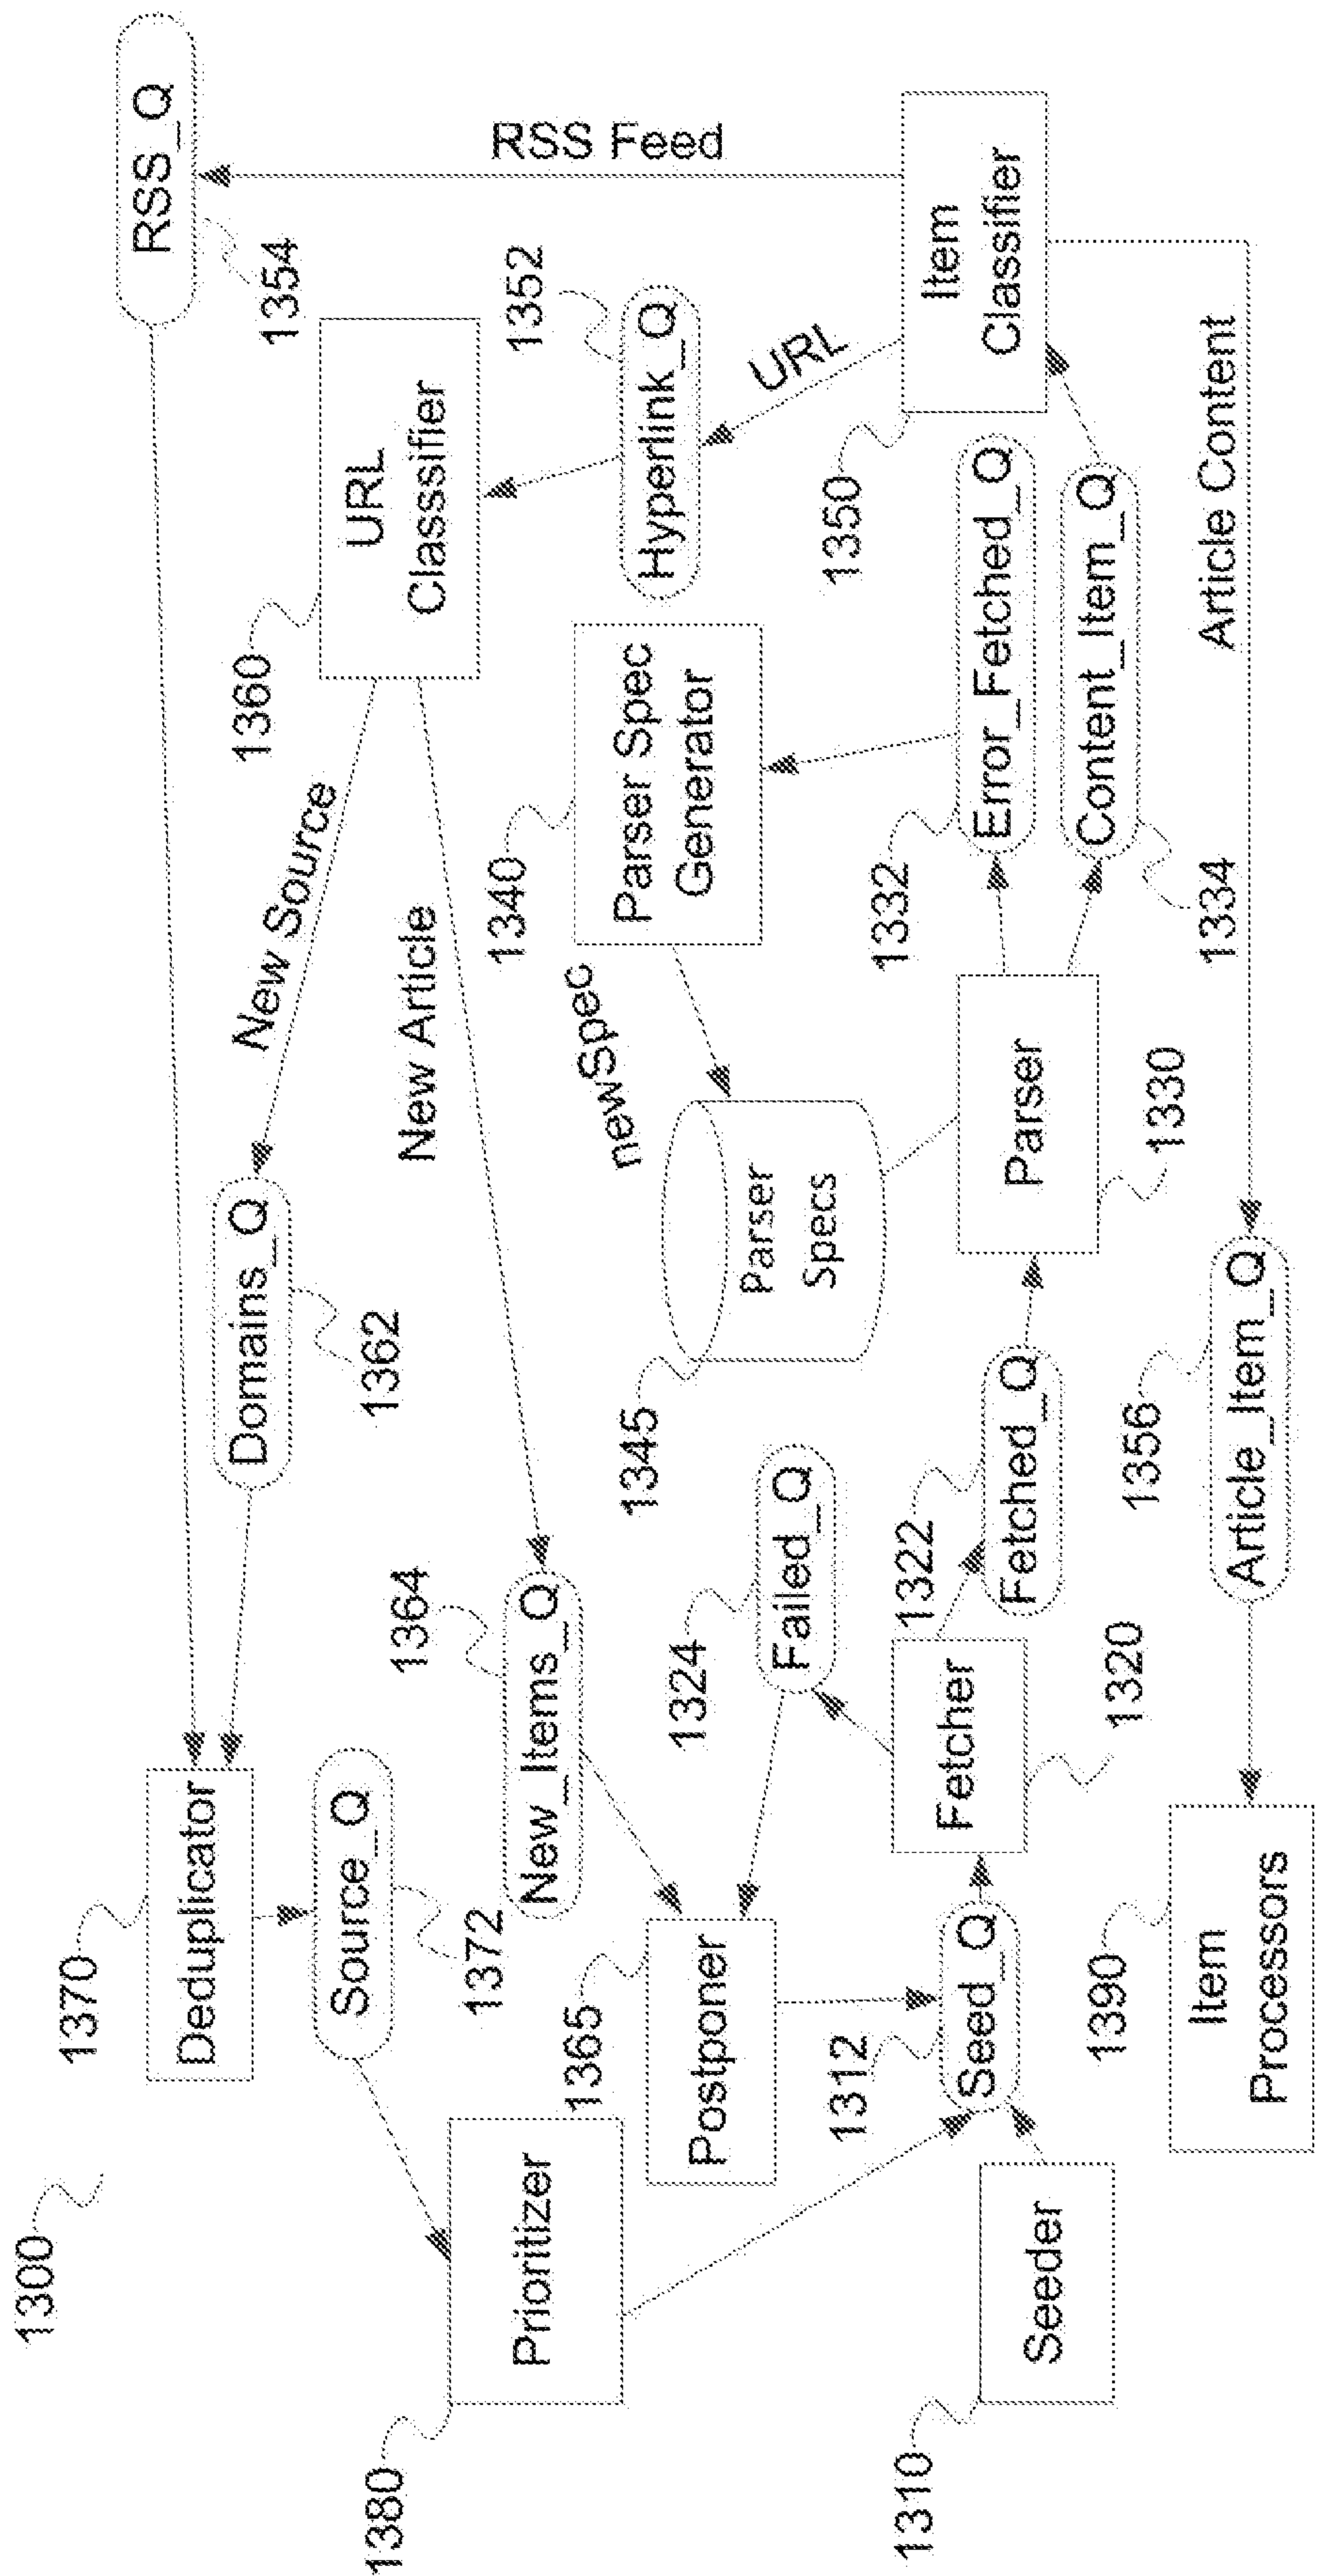 1300
1370
Deduplicator
Source_Q
1372
RSS_Q
1354
Domains_Q
1362
New Source
1360
URL
Classsifier
RSS Feed
1380
Prioritizer
1364
New_Items_Q
New Article
1352
Hyperlink_Q
URL
1365
Postponer
1324
Failed_Q
1345
Parser
Specs
newSpec
1340
Parser Spec
Generator
1350
Item
Classifier
1310
Seeder
1312
Seed_Q
Fetcher
1320
1322
Fetched_Q
Parser
1330
1332
Error_Fetched_Q
Content_Item_Q
1334
1390
Item
Processors
1356
Article_Item_Q
Article Content